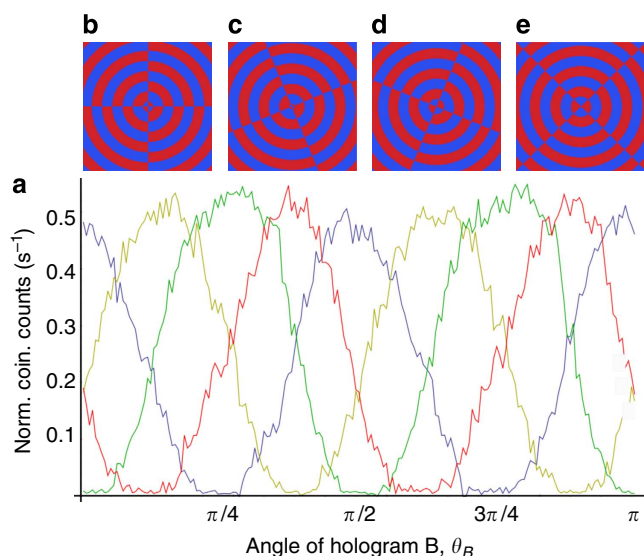 b c d e
a
0.5
0.4
0.3
0.2
0.1
Norm. coin. counts (s⁻¹)
π/4 π/2 3π/4 π
Angle of hologram B, θ_B